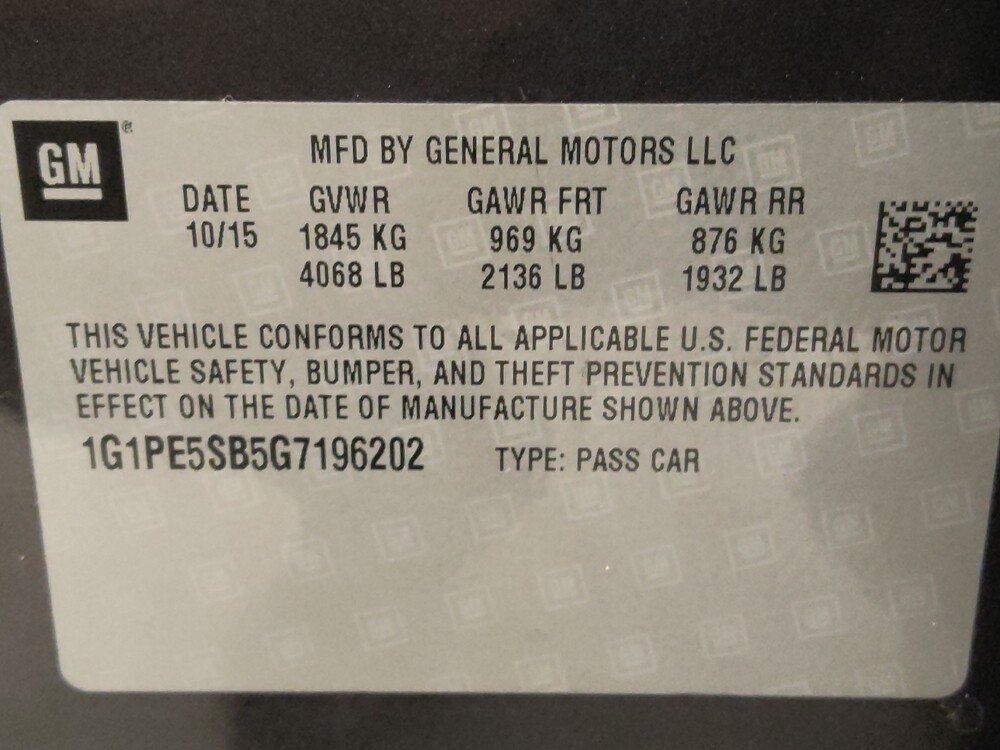 GM®
MFD BY GENERAL MOTORS LLC
DATE GVWR GAWR FRT GAWR RR
10/15 1845 KG 969 KG 876 KG
4068 LB 2136 LB 1932 LB
THIS VEHICLE CONFORMS TO ALL APPLICABLE U.S. FEDERAL MOTOR
VEHICLE SAFETY, BUMPER, AND THEFT PREVENTION STANDARDS IN
EFFECT ON THE DATE OF MANUFACTURE SHOWN ABOVE.
1G1PE5SB5G7196202 TYPE: PASS CAR